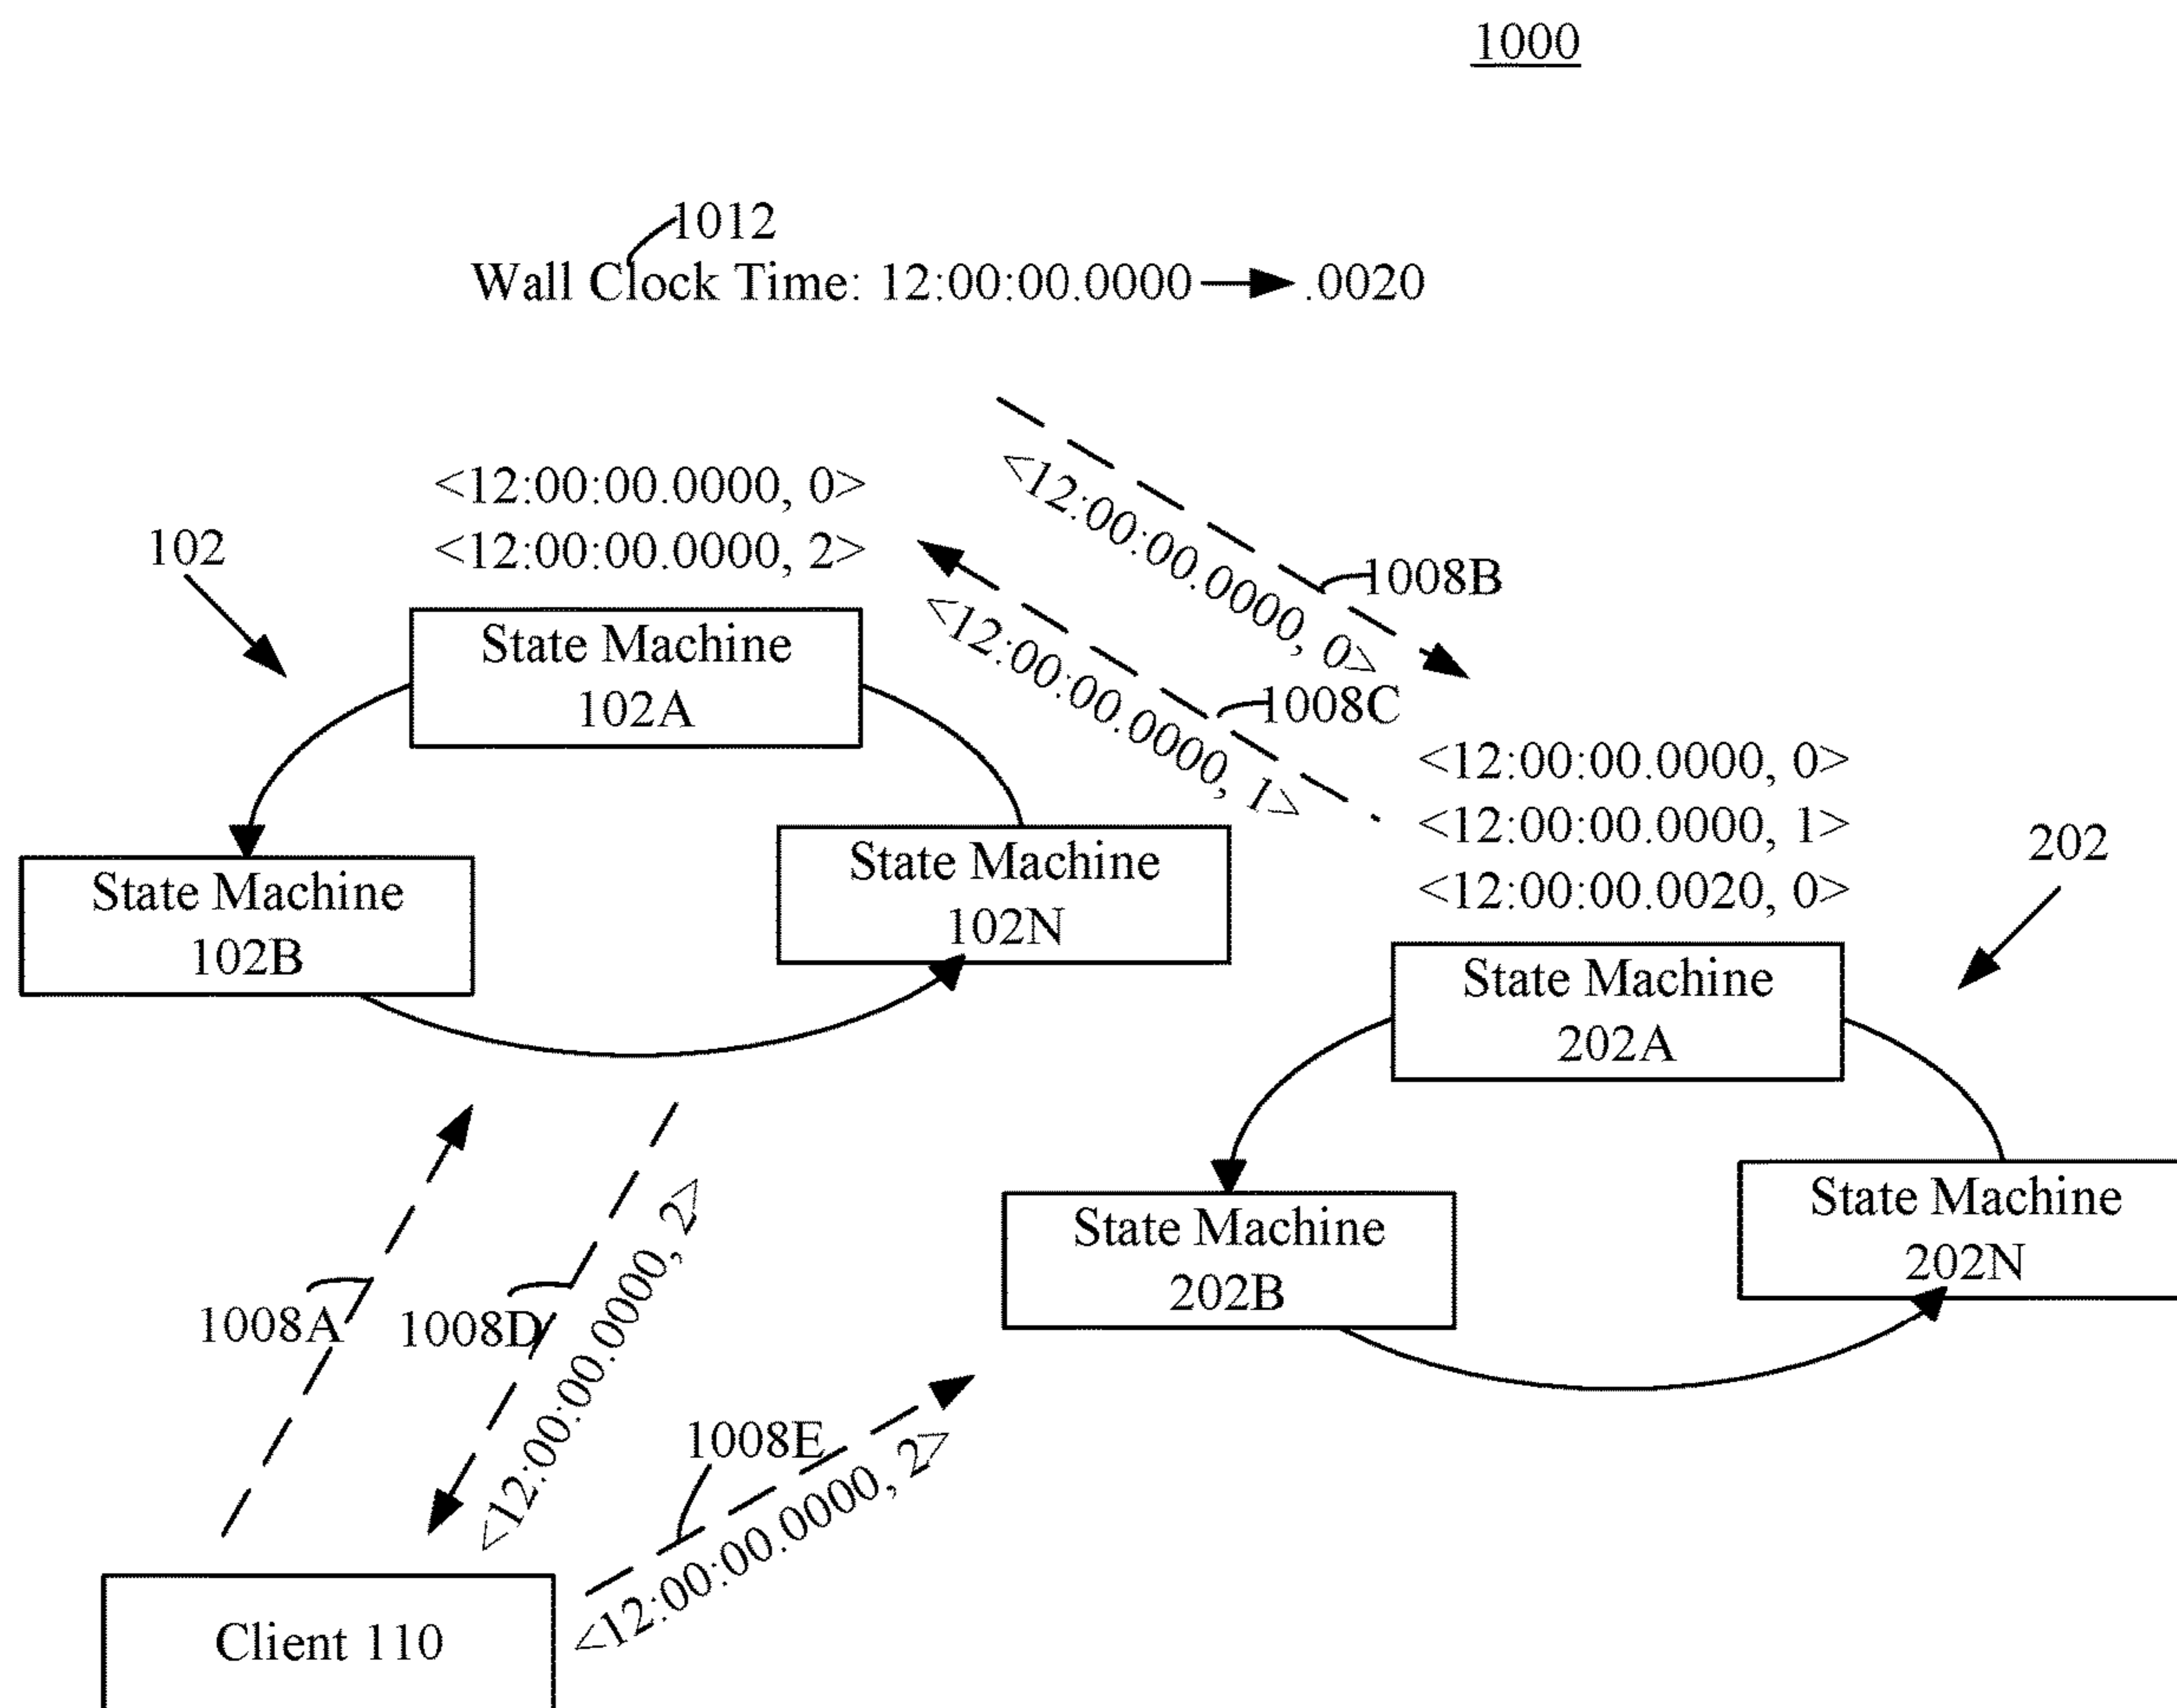 1000
1012
Wall Clock Time: 12:00:00.0000 .0020
<12:00:00.0000, 0>
<12:00:00.0000, 2>
102
<12:00:00.0000, 0>
1008B
<12:00:00.0000, 1>
1008C
State Machine
102A
<12:00:00.0000, 0>
<12:00:00.0000, 1>
<12:00:00.0020, 0>
202
State Machine
102B
State Machine
102N
State Machine
202A
State Machine
202B
State Machine
202N
1008A
1008D
<12:00:00.0000, 2>
1008E
<12:00:00.0000, 2>
Client 110